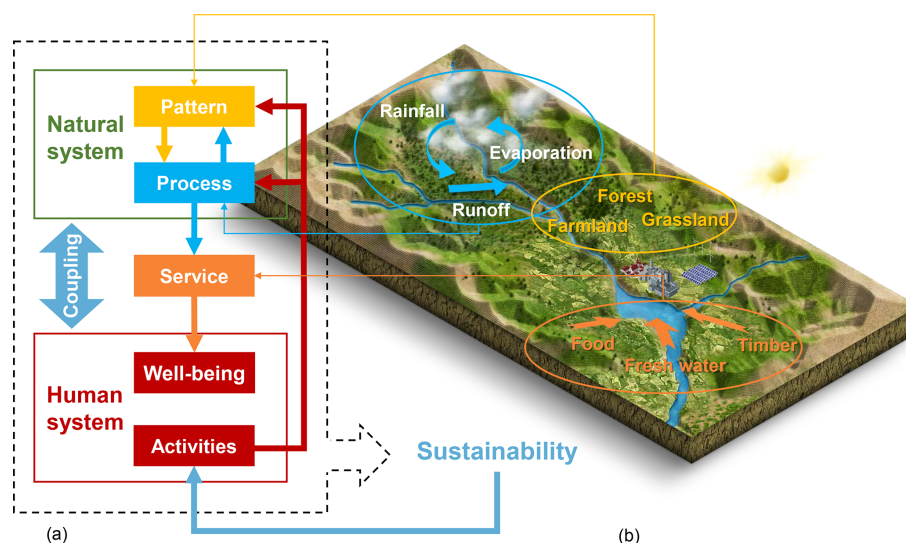 Natural
system
Pattern
Process
Coupling
Service
Human
system
Well-being
Activities
Sustainability
(a)
Rainfall
Evaporation
Runoff
Forest
Grassland
Farmland
Food
Fresh water
Timber
(b)